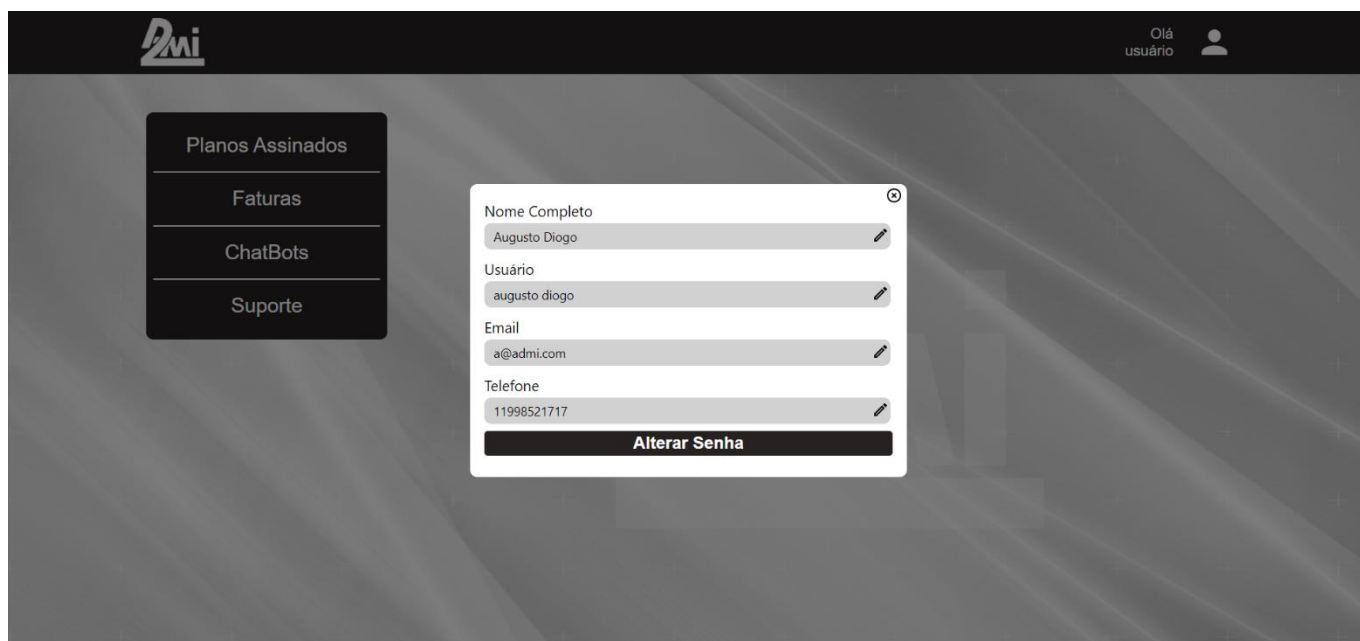 2mi
Olá
usuário
Planos Assinados
Faturas
ChatBots
Suporte
Nome Completo
Augusto Diogo
Usuário
augusto diogo
Email
a@admi.com
Telefone
11998521717
Alterar Senha